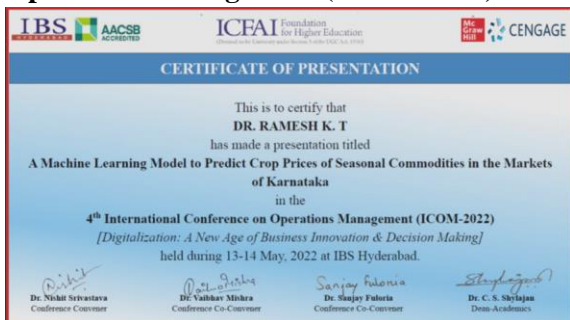 IBS AACSB ACCREDITED ICFAI Foundation for Higher Education Mc Graw Hill CENGAGE
HYDERABAD
CERTIFICATE OF PRESENTATION
This is to certify that
DR. RAMESH K. T
has made a presentation titled
A Machine Learning Model to Predict Crop Prices of Seasonal Commodities in the Markets
of Karnataka
in the
4th International Conference on Operations Management (ICOM-2022)
[Digitalization: A New Age of Business Innovation & Decision Making]
held during 13-14 May, 2022 at IBS Hyderabad.
Nishit Sanjay Fuloria
Dr. Nishit Srivastava Dr. Vaibhav Mishra Dr. Sanjay Fuloria Dr. C. S. Shylajan
Conference Convener Conference Co-Convener Conference Co-Convener Dean-Academics